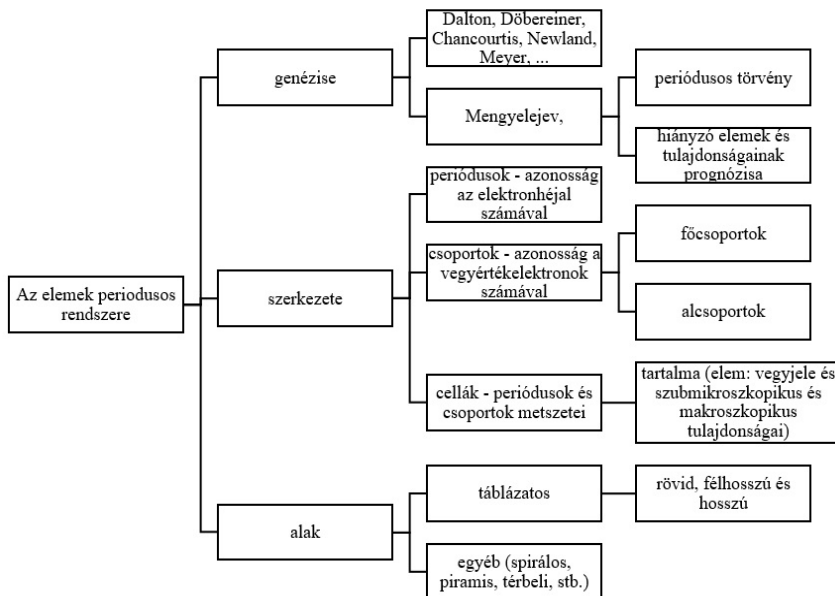 Az elemek periodusos
rendszere
genézise
Dalton, Döbereiner,
Chancourtis, Newland,
Meyer, ...
Mengyelejev,
periódusos törvény
hiányzó elemek és
tulajdonságainak
prognózisa
szerkezete
periódusok - azonosság
az elektronhéjal
számával
csoportok - azonosság a
vegyértékelektronok
számával
főcsoportok
alcsoportok
cellák - periódusok és
csoportok metszetei
tartalma (elem: vegyjele és
szubmikroszkopikus és
makroszkopikus
tulajdonságai)
alak
táblázatos
rövid, félhosszú és
hosszú
egyéb (spirálos,
piramis, térbeli, stb.)